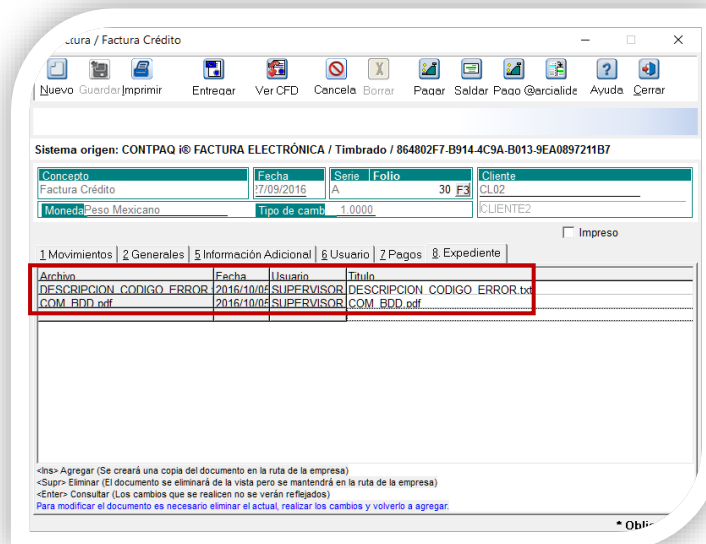 ctura / Factura Crédito
Nuevo Guardar Imprimir Entregar Ver CFD Cancela Borrar Pagar Saldar Pago @arcialide Ayuda Cerrar
Sistema origen: CONTPAQ i® FACTURA ELECTRÓNICA / Timbrado / 864802F7-B914-4C9A-B013-9EA0897211B7
Concepto Fecha Serie Folio Cliente
Factura Crédito 27/09/2016 A 30 F3 CL02
Moneda Peso Mexicano Tipo de camb 1.0000 CLIENTE2
Impreso
1 Movimientos 2 Generales 5 Información Adicional 6 Usuario 7 Pagos 8. Expediente
Archivo Fecha Usuario Titulo
DESCRIPCION_CODIGO_ERROR. 2016/10/05 SUPERVISOR DESCRIPCION_CODIGO_ERROR.txt
COM_BDD.pdf 2016/10/05 SUPERVISOR COM_BDD.pdf
<Ins> Agregar (Se creará una copia del documento en la ruta de la empresa)
<Supr> Eliminar (El documento se eliminará de la vista pero se mantendrá en la ruta de la empresa)
<Enter> Consultar (Los cambios que se realicen no se verán reflejados)
Para modificar el documento es necesario eliminar el actual, realizar los cambios y volverlo a agregar.
* Obli